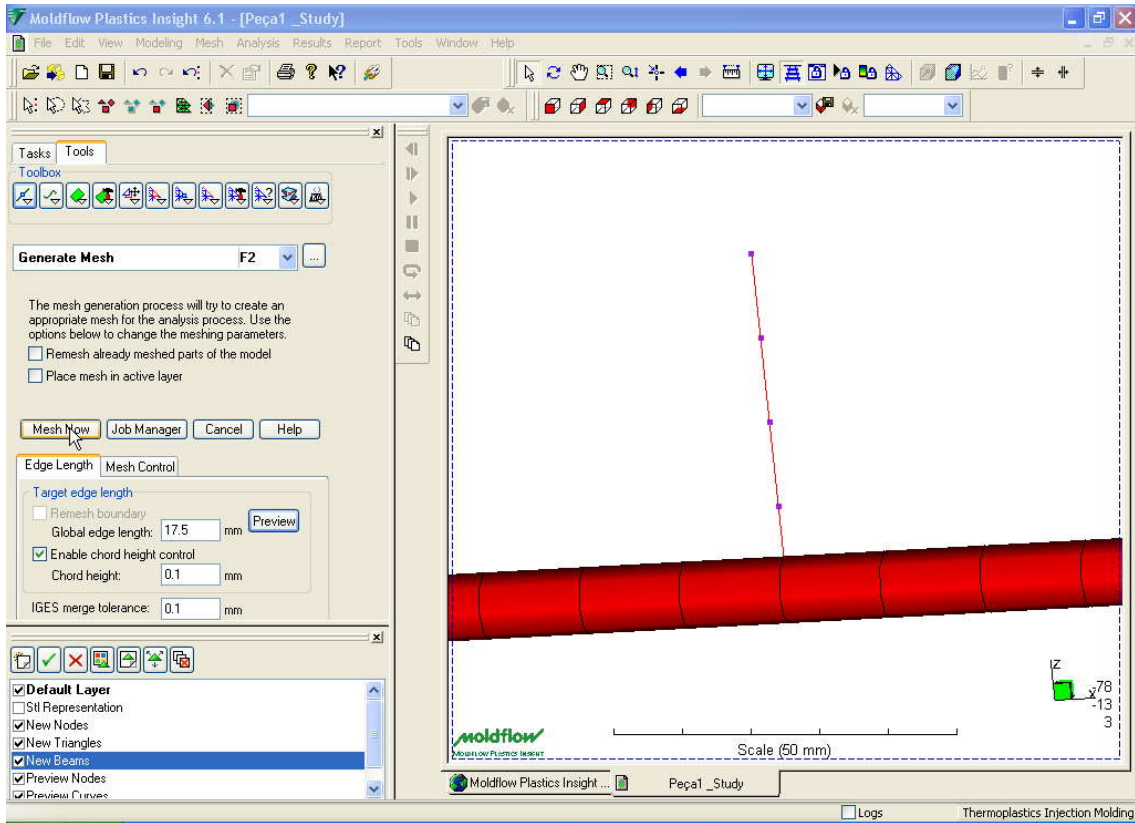 Moldflow Plastics Insight 6.1 - [Peça1 _Study]
File Edit View Modeling Mesh Analysis Results Report Tools Window Help
Tasks Tools
Toolbox
Generate Mesh F2 ...
The mesh generation process will try to create an
appropriate mesh for the analysis process. Use the
options below to change the meshing parameters.
Remesh already meshed parts of the model
Place mesh in active layer
Mesh Now Job Manager Cancel Help
Edge Length Mesh Control
Target edge length
Remesh boundary
Global edge length: 17.5 mm Preview
Enable chord height control
Chord height: 0.1 mm
IGES merge tolerance: 0.1 mm
Default Layer
Stl Representation
New Nodes
New Triangles
New Beams
Preview Nodes
Preview Curves
Z
X
-78
-13
3
moldflow
MOLDFLOW PLASTICS INSIGHT
Scale (50 mm)
Moldflow Plastics Insight ... Peça1 _Study
Logs Thermoplastics Injection Molding